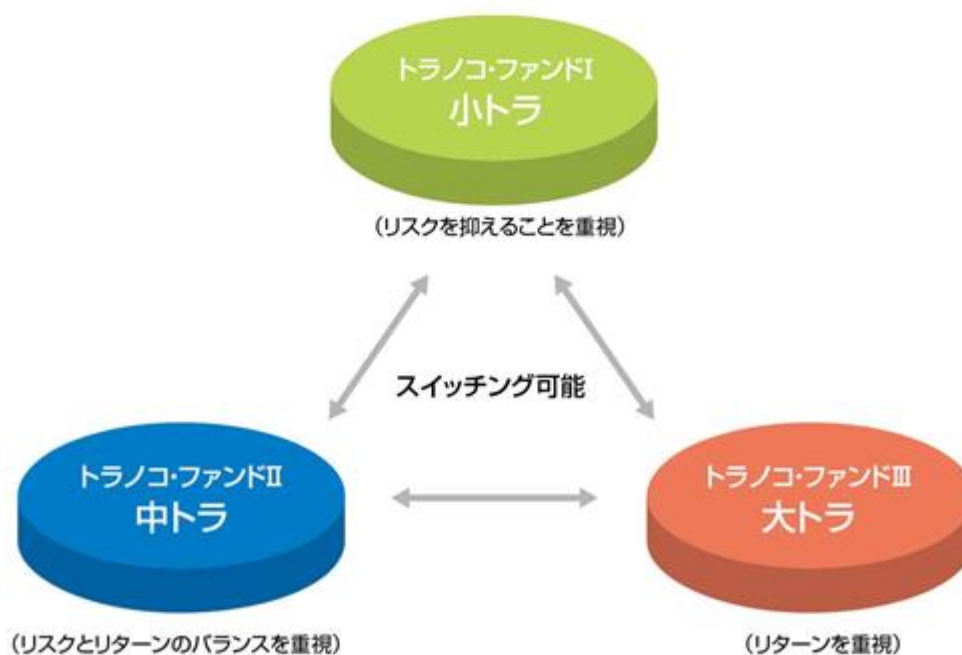 トラノコ・ファンドⅠ
小トラ
(リスクを抑えることを重視)
スイッチング可能
トラノコ・ファンドⅡ
中トラ
(リスクとリターンのバランスを重視)
トラノコ・ファンドⅢ
大トラ
(リターンを重視)